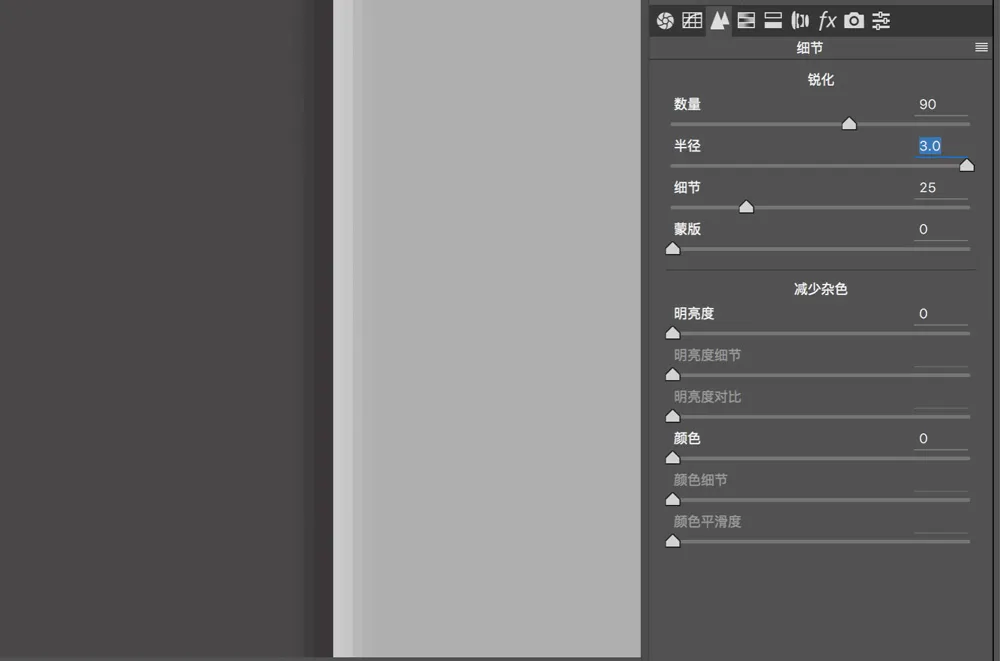 fx
细节
锐化
数量 90
半径 3.0
细节 25
蒙版 0
减少杂色
明亮度 0
明亮度细节
明亮度对比
颜色 0
颜色细节
颜色平滑度